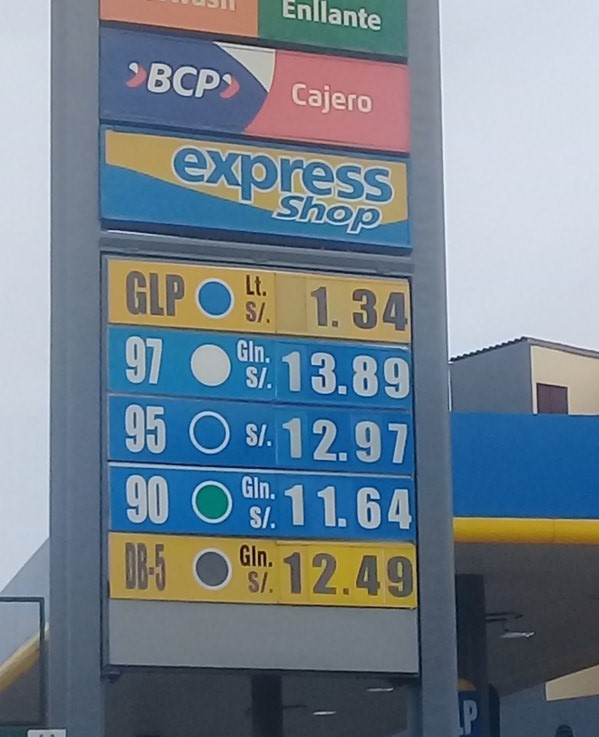 Enllante
BCP Cajero
express
Shop
GLP Lt. S/. 1.34
97 Gln. S/. 13.89
95 S/. 12.97
90 Gln. S/. 11.64
DB-5 Gln. S/. 12.49
LP